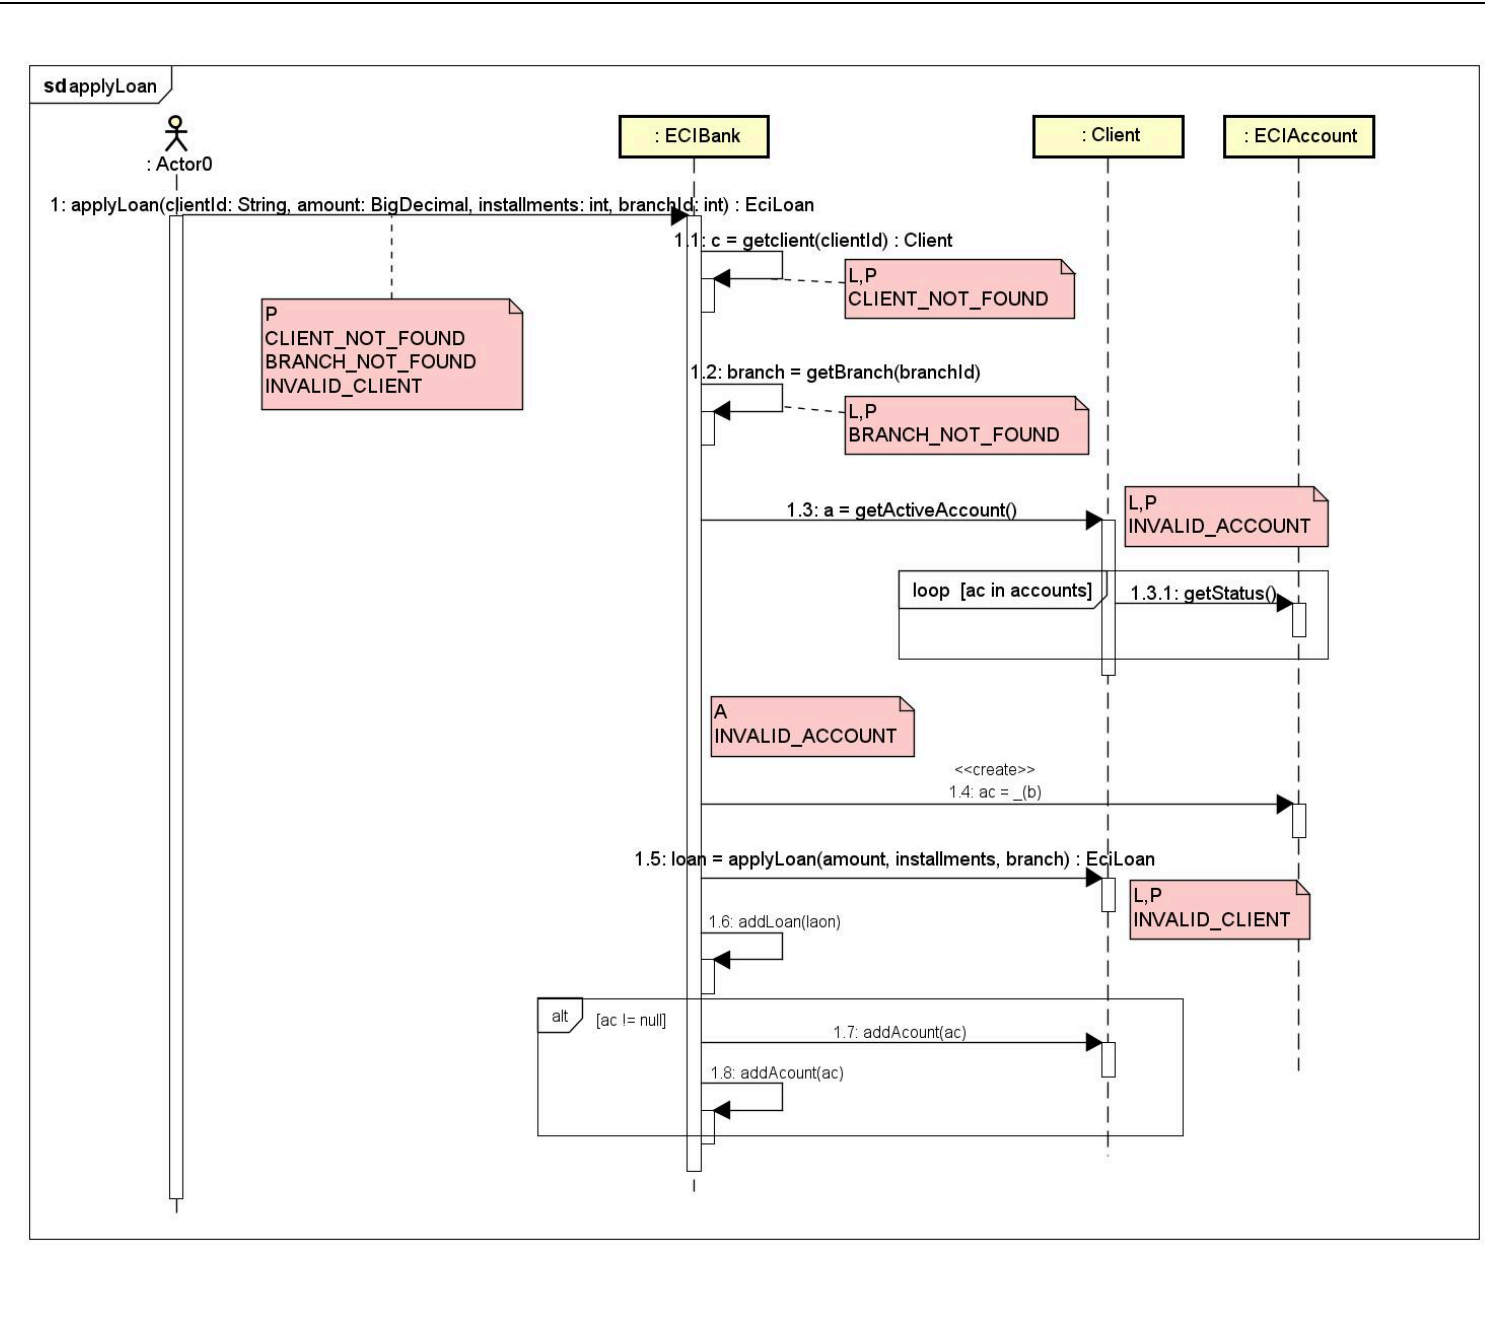 sd applyLoan
: Actor0
: ECIBank
: Client
: ECIAccount
1: applyLoan(clientId: String, amount: BigDecimal, installments: int, branchId: int) : EciLoan
1.1: c = getclient(clientId) : Client
L,P
CLIENT_NOT_FOUND
P
CLIENT_NOT_FOUND
BRANCH_NOT_FOUND
INVALID_CLIENT
1.2: branch = getBranch(branchId)
L,P
BRANCH_NOT_FOUND
1.3: a = getActiveAccount()
L,P
INVALID_ACCOUNT
loop [ac in accounts]
1.3.1: getStatus()
A
INVALID_ACCOUNT
<<create>>
1.4: ac = _(b)
1.5: loan = applyLoan(amount, installments, branch) : EciLoan
L,P
INVALID_CLIENT
1.6: addLoan(laon)
alt
[ac != null]
1.7: addAcount(ac)
1.8: addAcount(ac)